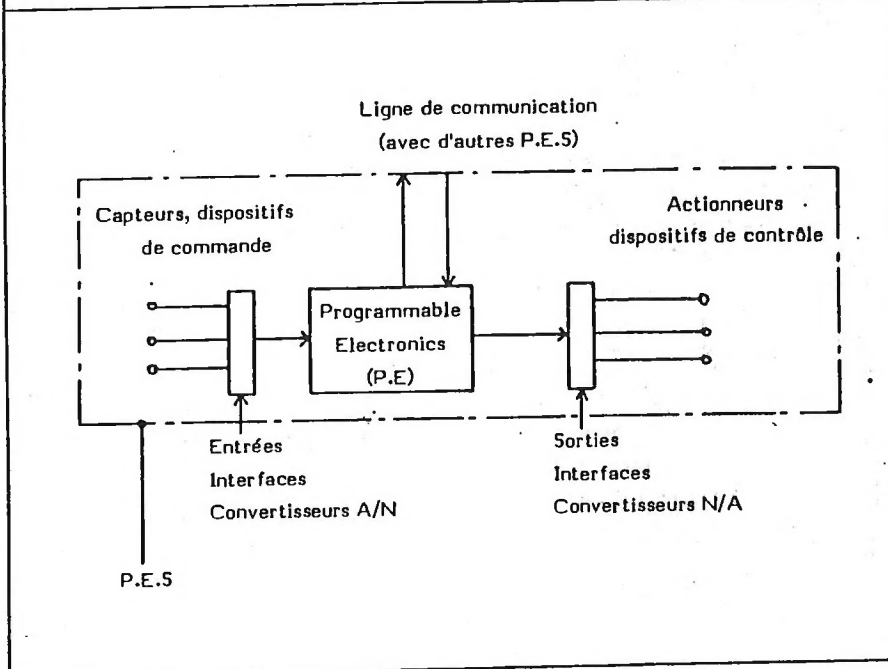 Ligne de communication
(avec d'autres P.E.S)
Capteurs, dispositifs
de commande
Actionneurs
dispositifs de contrôle
Programmable
Electronics
(P.E)
Entrées
Interfaces
Convertisseurs A/N
Sorties
Interfaces
Convertisseurs N/A
P.E.S